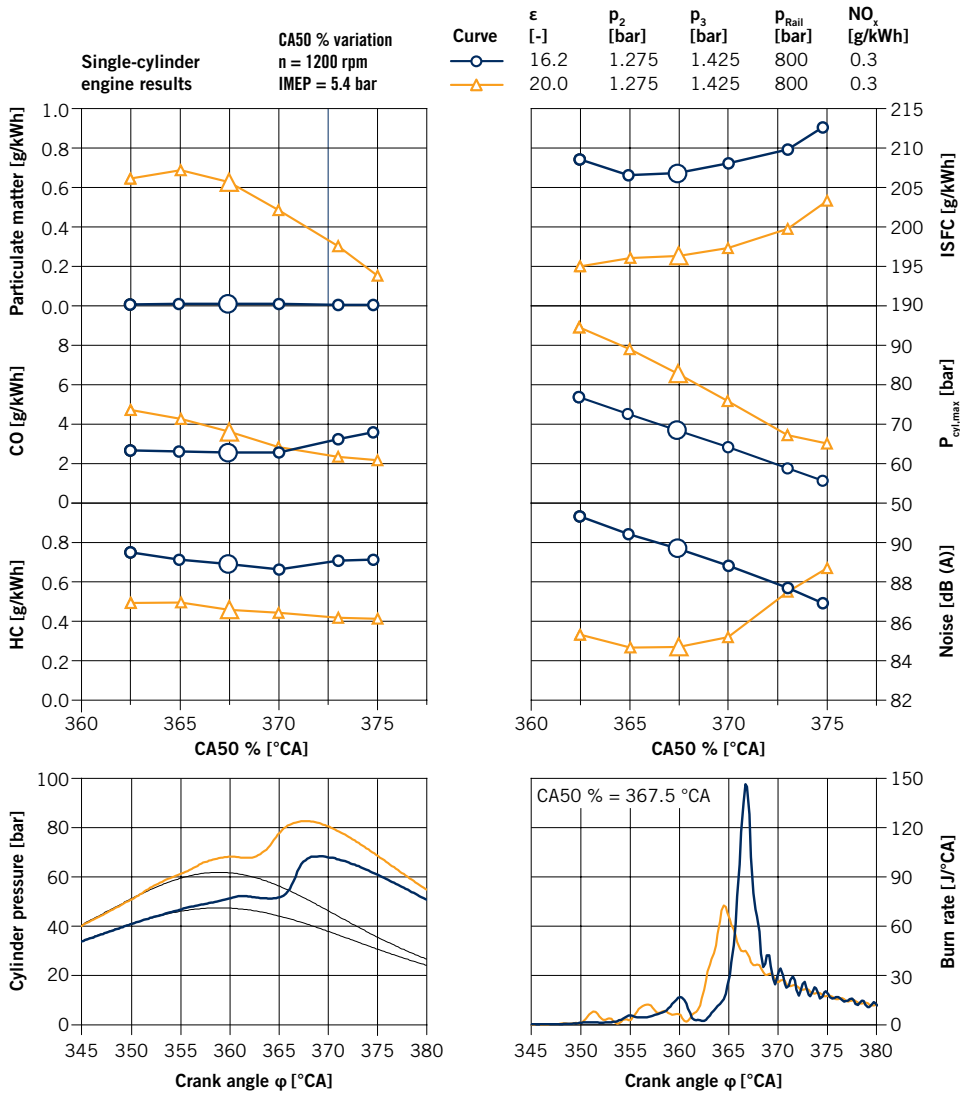 Single-cylinder
engine results
CA50 % variation
n = 1200 rpm
IMEP = 5.4 bar
Curve ε [-] p2 [bar] p3 [bar] pRail [bar] NOx [g/kWh]
16.2 1.275 1.425 800 0.3
20.0 1.275 1.425 800 0.3
Particulate matter [g/kWh]
1.0
0.8
0.6
0.4
0.2
0.0
CO [g/kWh]
8
6
4
2
0
HC [g/kWh]
0.8
0.6
0.4
0.2
0.0
360 365 370 375 380
CA50 % [°CA]
215
210
205
200
195
190
ISFC [g/kWh]
90
80
70
60
50
Pcyl,max [bar]
90
88
86
84
82
Noise [dB (A)]
360 365 370 375 380
CA50 % [°CA]
Cylinder pressure [bar]
100
80
60
40
20
0
345 350 355 360 365 370 375 380
Crank angle φ [°CA]
CA50 % = 367.5 °CA
150
120
90
60
30
0
Burn rate [J/°CA]
345 350 355 360 365 370 375 380
Crank angle φ [°CA]